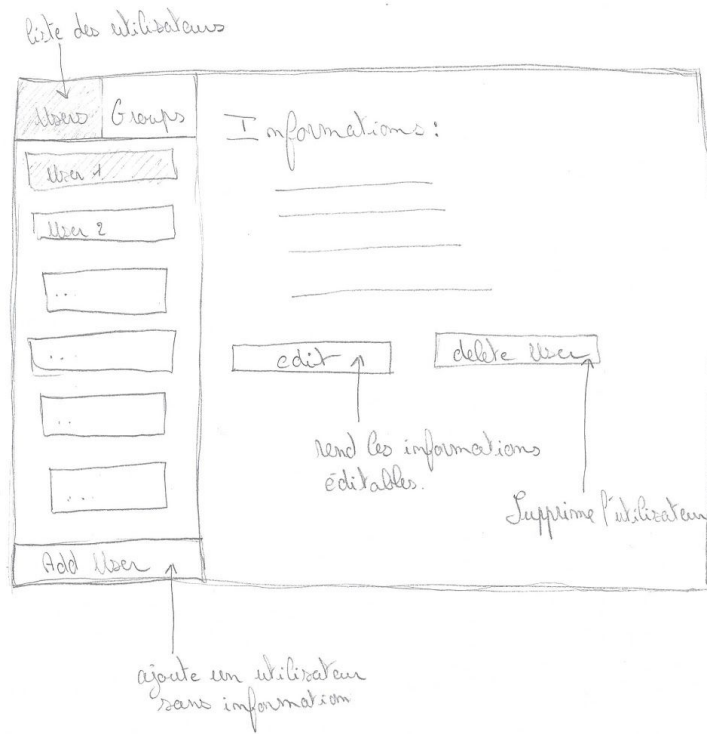 liste des utilisateurs
Users
Groups
Informations:
User 1
User 2
...
...
...
...
edit
delete User
rend les informations
éditables.
Supprime l'utilisateur
Add User
ajoute un utilisateur
sans information